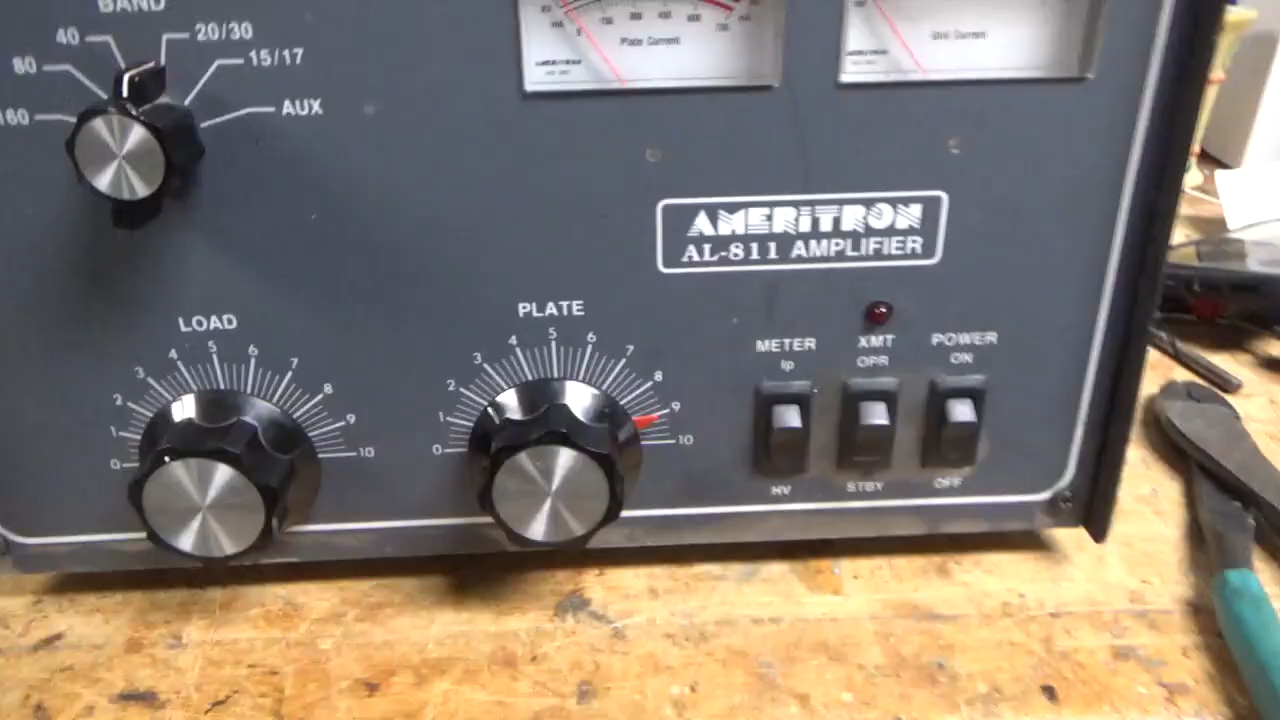 BAND
40
20/30
80
15/17
160
AUX
Plate Current
AMERITRON
Grid Current
AMERITRON
AMERITRON
AL-811 AMPLIFIER
LOAD
0 1 2 3 4 5 6 7 8 9 10
PLATE
0 1 2 3 4 5 6 7 8 9 10
METER
Ip
HV
XMT
OPR
STBY
POWER
ON
OFF